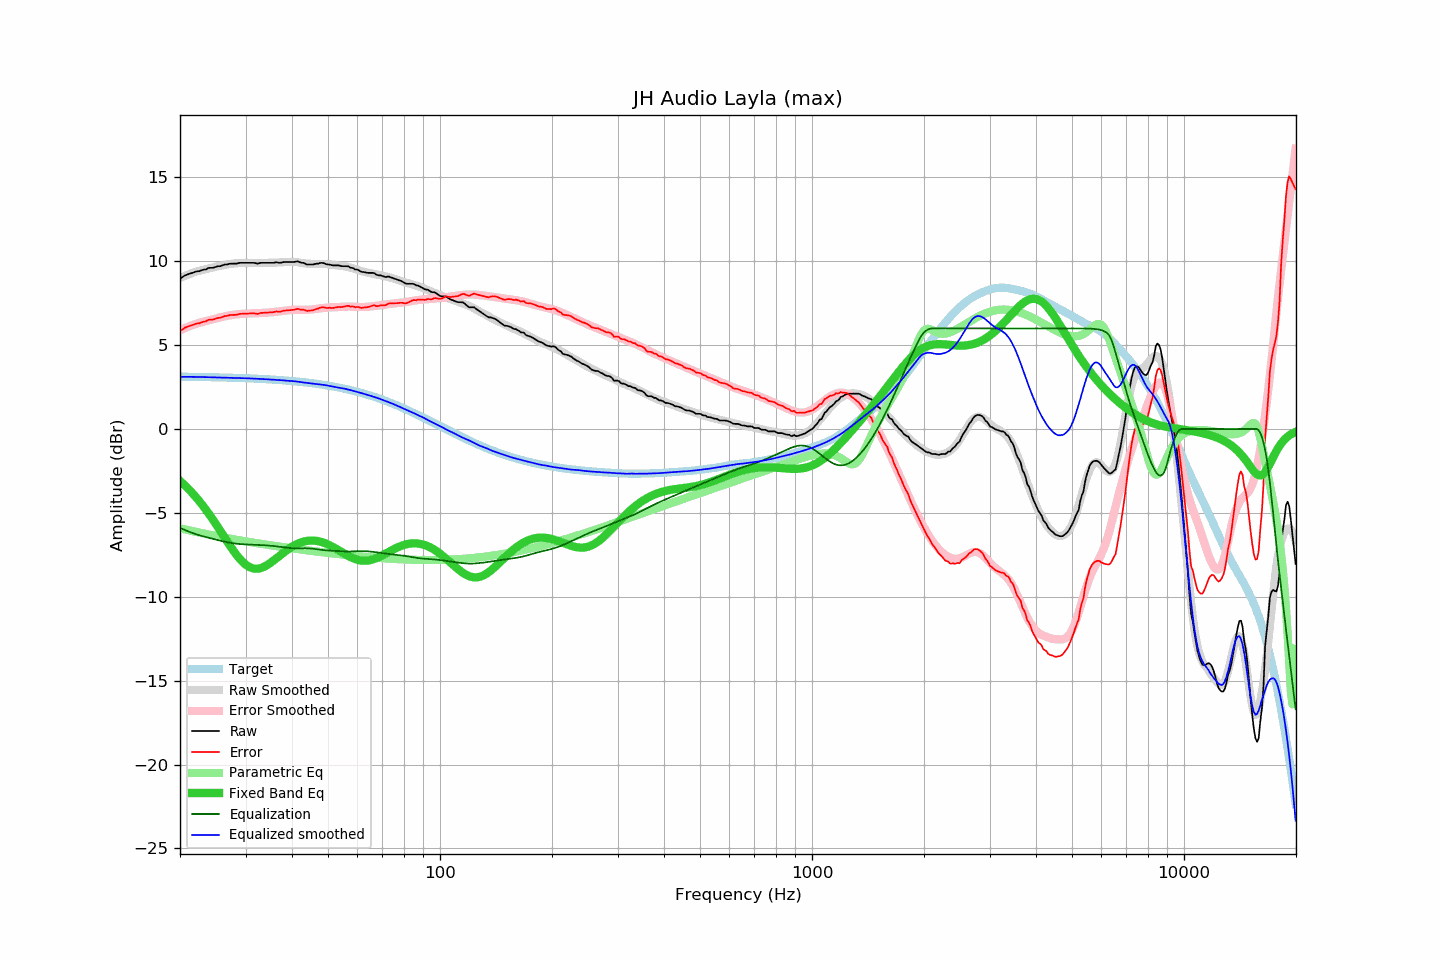 JH Audio Layla (max)
Amplitude (dBr)
15
10
5
0
−5
−10
−15
−20
−25
Target
Raw Smoothed
Error Smoothed
Raw
Error
Parametric Eq
Fixed Band Eq
Equalization
Equalized smoothed
100 1000 10000
Frequency (Hz)